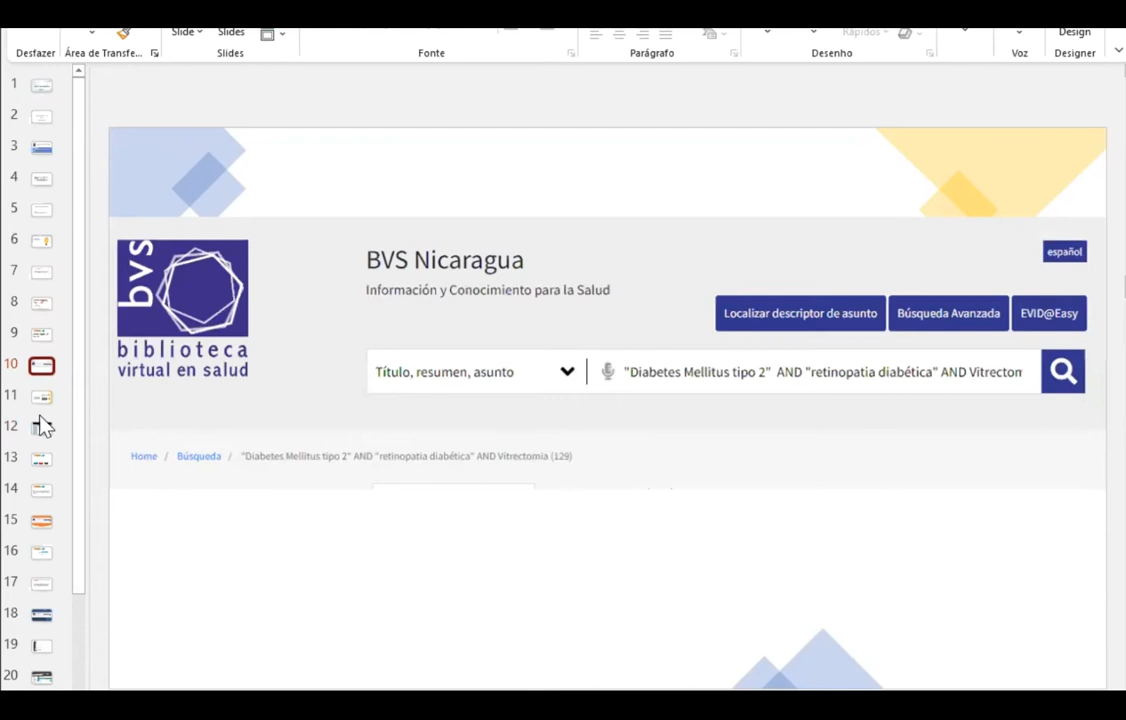 Slide
Slides
Rápidos
Design
Desfazer
Área de Transfe...
Slides
Fonte
Parágrafo
Desenho
Voz
Designer
1
2
3
4
5
6
7
8
9
10
11
12
13
14
15
16
17
18
19
20
bvs
biblioteca
virtual en salud
BVS Nicaragua
Información y Conocimiento para la Salud
español
Localizar descriptor de asunto
Búsqueda Avanzada
EVID@Easy
Título, resumen, asunto
"Diabetes Mellitus tipo 2" AND "retinopatia diabética" AND Vitrectom
Home / Búsqueda / "Diabetes Mellitus tipo 2" AND "retinopatia diabética" AND Vitrectomia (129)